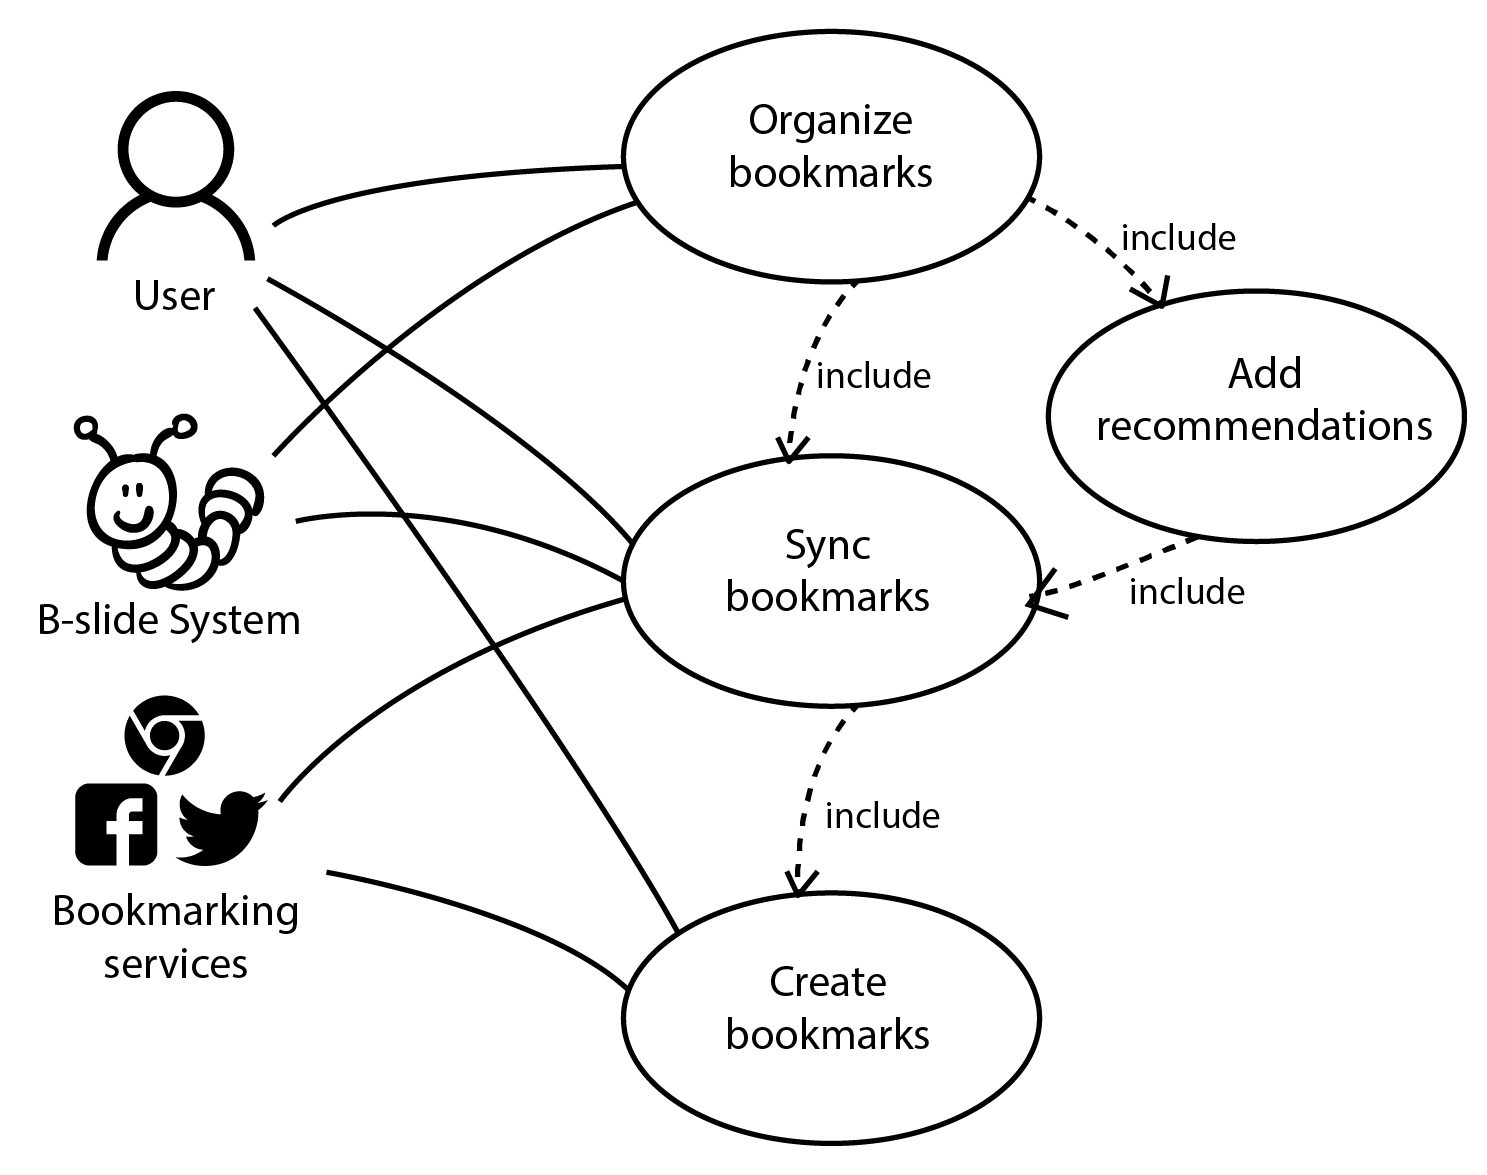 Organize
bookmarks
User
include
include
Add
recommendations
B-slide System
Sync
bookmarks
include
Bookmarking
services
include
Create
bookmarks